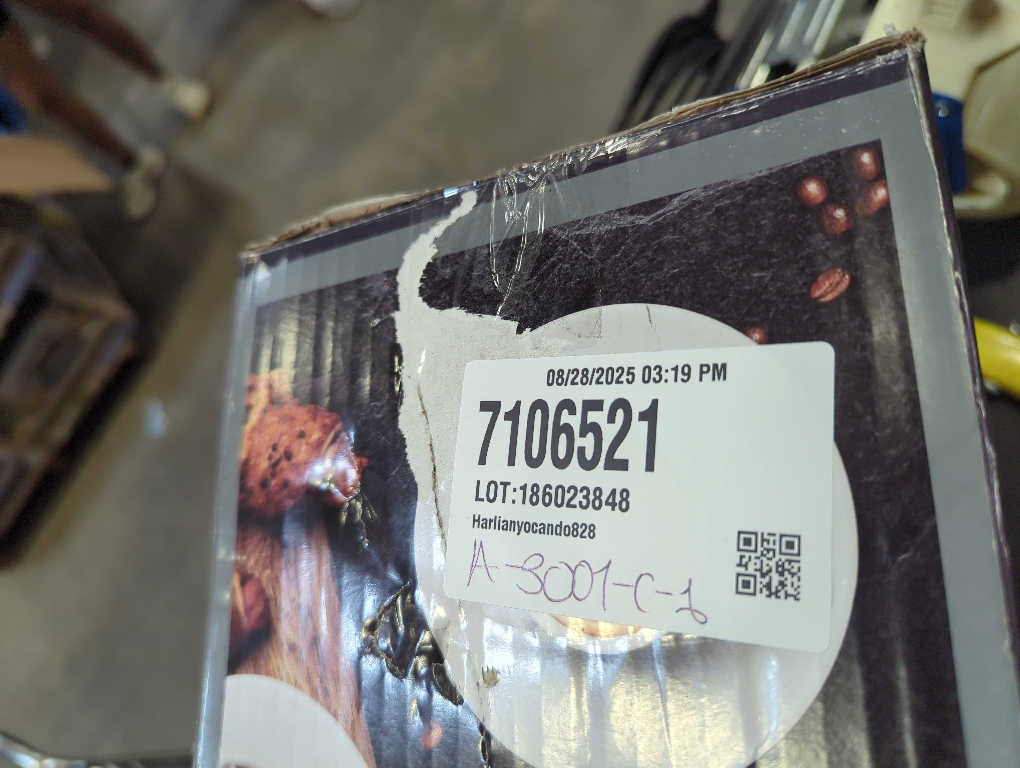 08/28/2025 03:19 PM
7106521
LOT:186023848
Harlianyocando828
A-3001-C-1